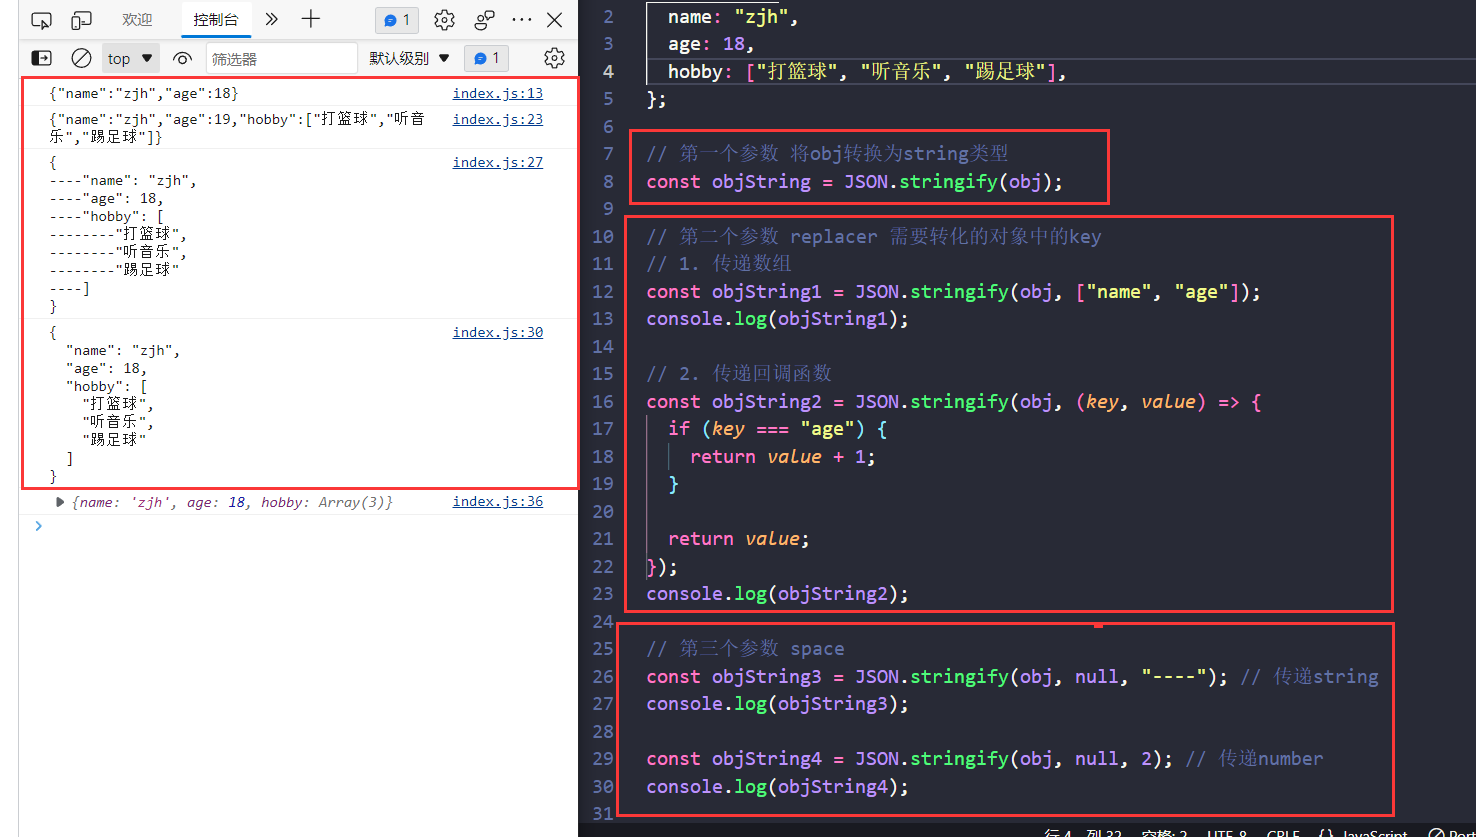 欢迎 控制台 1
top 筛选器 默认级别 1
{"name":"zjh","age":18} index.js:13
{"name":"zjh","age":19,"hobby":["打篮球","听音 index.js:23
乐","踢足球"]}
{ index.js:27
----"name": "zjh",
----"age": 18,
----"hobby": [
--------"打篮球",
--------"听音乐",
--------"踢足球"
----]
}
{ index.js:30
"name": "zjh",
"age": 18,
"hobby": [
"打篮球",
"听音乐",
"踢足球"
]
}
{name: 'zjh', age: 18, hobby: Array(3)} index.js:36
2 name: "zjh",
3 age: 18,
4 hobby: ["打篮球", "听音乐", "踢足球"],
5 };
6
7 // 第一个参数 将obj转换为string类型
8 const objString = JSON.stringify(obj);
9
10 // 第二个参数 replacer 需要转化的对象中的key
11 // 1. 传递数组
12 const objString1 = JSON.stringify(obj, ["name", "age"]);
13 console.log(objString1);
14
15 // 2. 传递回调函数
16 const objString2 = JSON.stringify(obj, (key, value) => {
17 if (key === "age") {
18 return value + 1;
19 }
20
21 return value;
22 });
23 console.log(objString2);
24
25 // 第三个参数 space
26 const objString3 = JSON.stringify(obj, null, "----"); // 传递string
27 console.log(objString3);
28
29 const objString4 = JSON.stringify(obj, null, 2); // 传递number
30 console.log(objString4);
31
行 4, 列 32 空格: 2 UTF-8 CRLF {} JavaScript